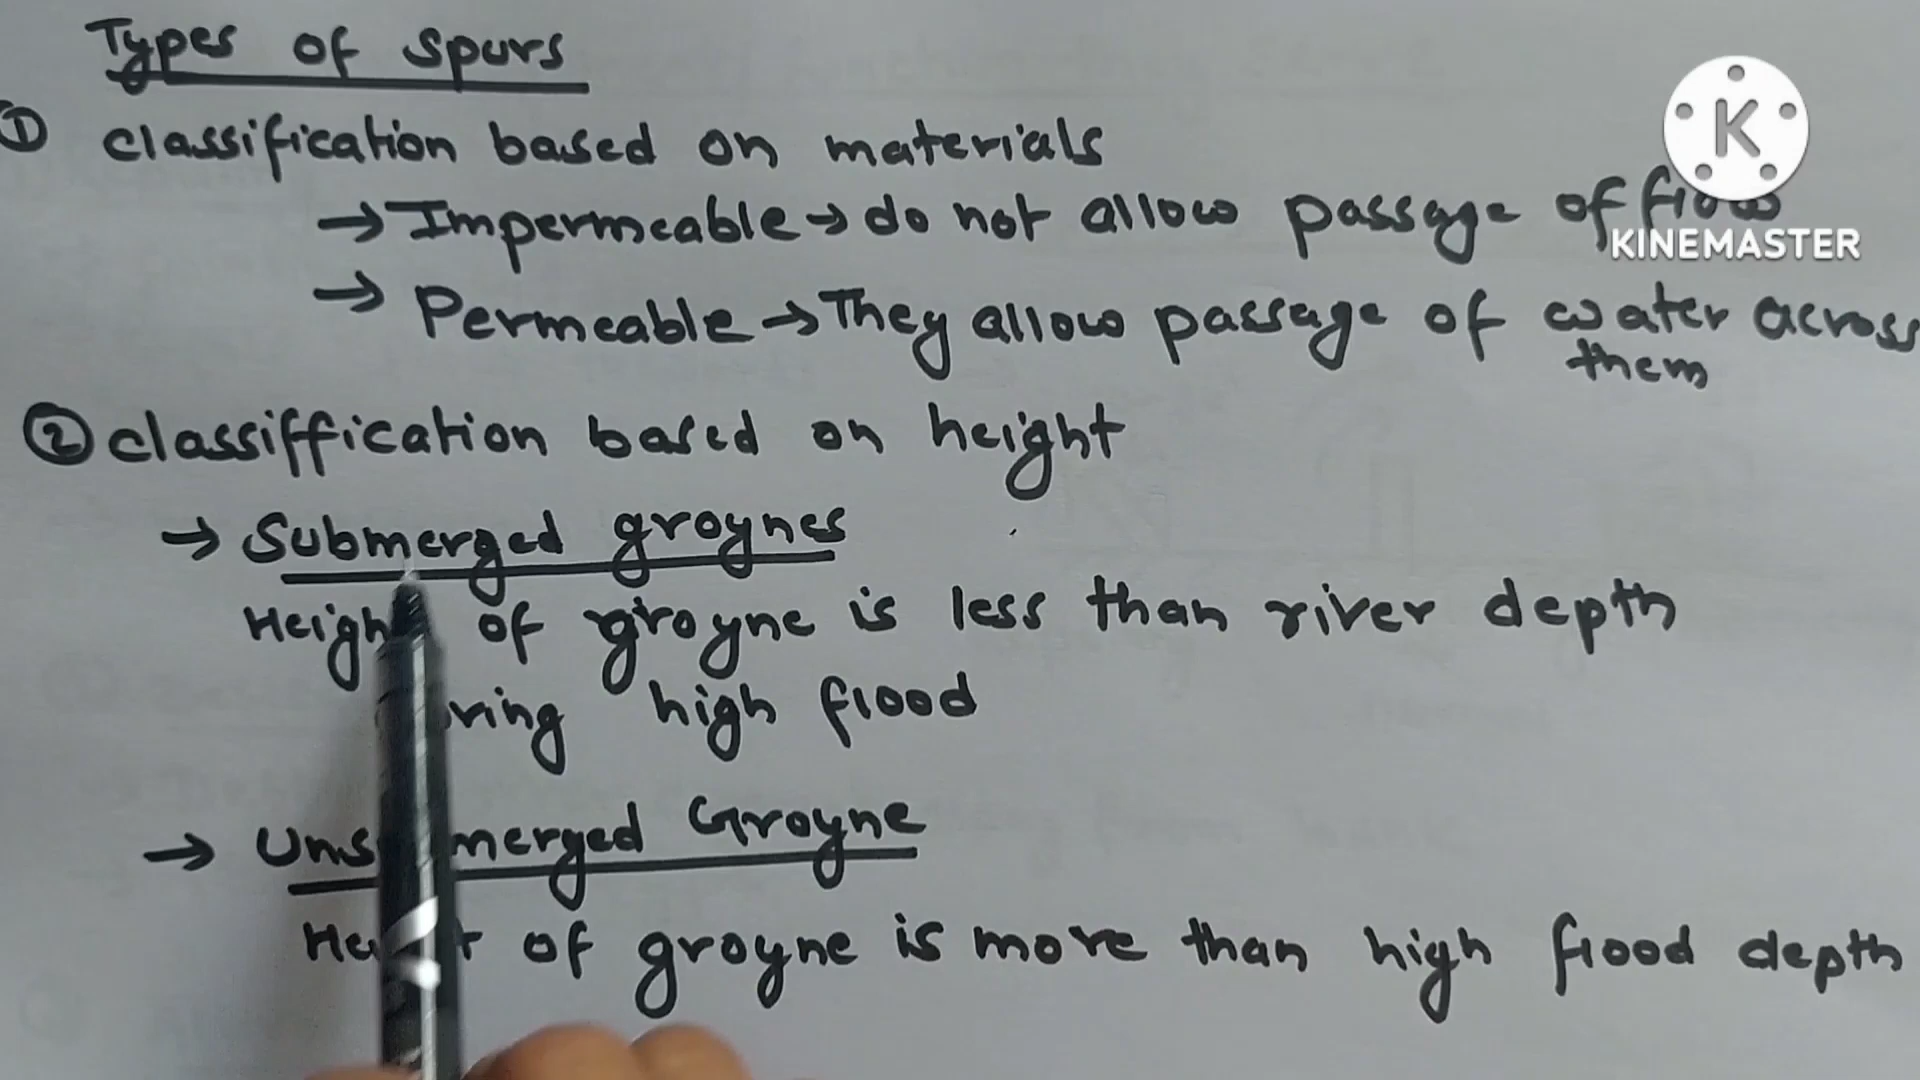 Types of Spurs
① classification based on materials
→ Impermeable → do not allow passage of flow
K
KINEMASTER
→ Permeable → They allow passage of water across
them
② classiffication based on height
→ Submerged groynes
Height of groyne is less than river depth
high flood
→ Groyne
of groyne is more than high flood depth